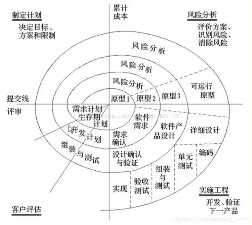 制定计划
决定目标、
方案和限制
累计
成本
风险分析
评价方案、
识别风险、
消除风险
风险分析
风险分析
风险分析
可运行
原型
原型1
原型2
原型3
提交线
评审
需求计划
生存期
计划
开发计划
组装与测试
软件
需求
需求
确认
软件产
品设计
详细设计
设计确认
与验证
单元
测试
编码
组装
与
测试
验收
测试
实现
客户评估
实施工程
开发、验证
下一产品